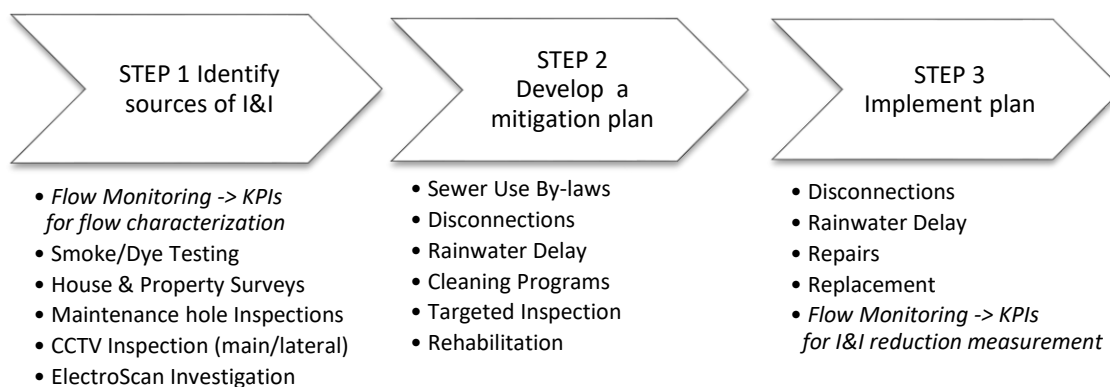 STEP 1 Identify
sources of I&I
• Flow Monitoring -> KPIs
for flow characterization
• Smoke/Dye Testing
• House & Property Surveys
• Maintenance hole Inspections
• CCTV Inspection (main/lateral)
• ElectroScan Investigation
STEP 2
Develop a
mitigation plan
• Sewer Use By-laws
• Disconnections
• Rainwater Delay
• Cleaning Programs
• Targeted Inspection
• Rehabilitation
STEP 3
Implement plan
• Disconnections
• Rainwater Delay
• Repairs
• Replacement
• Flow Monitoring -> KPIs
for I&I reduction measurement